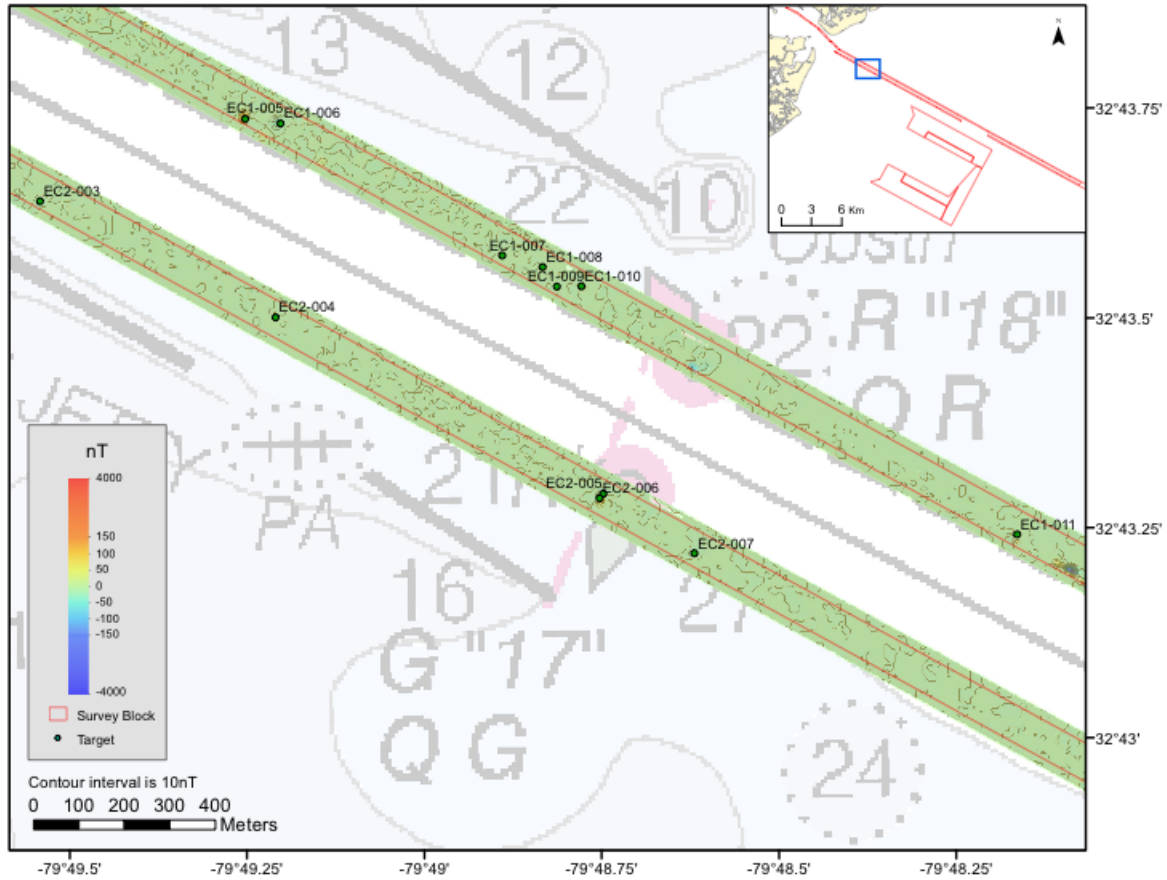 13
12
N
32°43.75'
EC1-005
EC1-006
22
10
EC2-003
0 3 6 Km
EC1-007
EC1-008
EC1-009
EC1-010
Obstn
EC2-004
22
R "18"
32°43.5'
Q R
nT
4000
150
100
50
0
-50
-100
-150
-4000
Survey Block
Target
PA
EC2-005
EC2-006
EC1-011
32°43.25'
EC2-007
16
G "17"
Q G
24
32°43'
Contour interval is 10nT
0 100 200 300 400
Meters
-79°49.5'
-79°49.25'
-79°49'
-79°48.75'
-79°48.5'
-79°48.25'